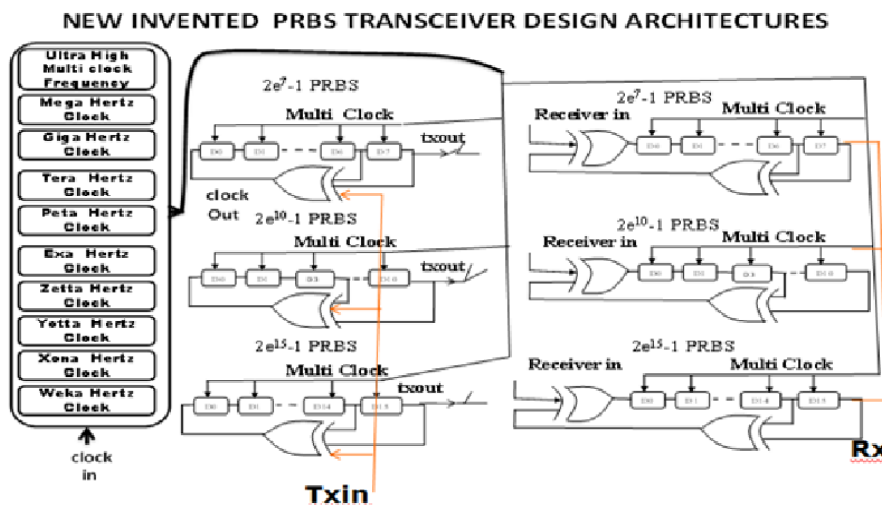 NEW INVENTED PRBS TRANSCEIVER DESIGN ARCHITECTURES
Ultra High
Multi clock
Frequency
Mega Hertz
Clock
Giga Hertz
Clock
Tera Hertz
Clock
Peta Hertz
Clock
Exa Hertz
Clock
Zetta Hertz
Clock
Yotta Hertz
Clock
Xona Hertz
Clock
Weka Hertz
Clock
clock
in
2e⁷-1 PRBS
Multi Clock
txout
D0 D1 D6 D7
clock
Out
2e¹⁰-1 PRBS
Multi Clock
txout
D0 D1 D3 D10
2e¹⁵-1 PRBS
Multi Clock
txout
D0 D1 D14 D15
Txin
2e⁷-1 PRBS
Receiver in
Multi Clock
D0 D1 D6 D7
2e¹⁰-1 PRBS
Receiver in
Multi Clock
D0 D1 D3 D10
2e¹⁵-1 PRBS
Receiver in
Multi Clock
D0 D1 D14 D15
Rx